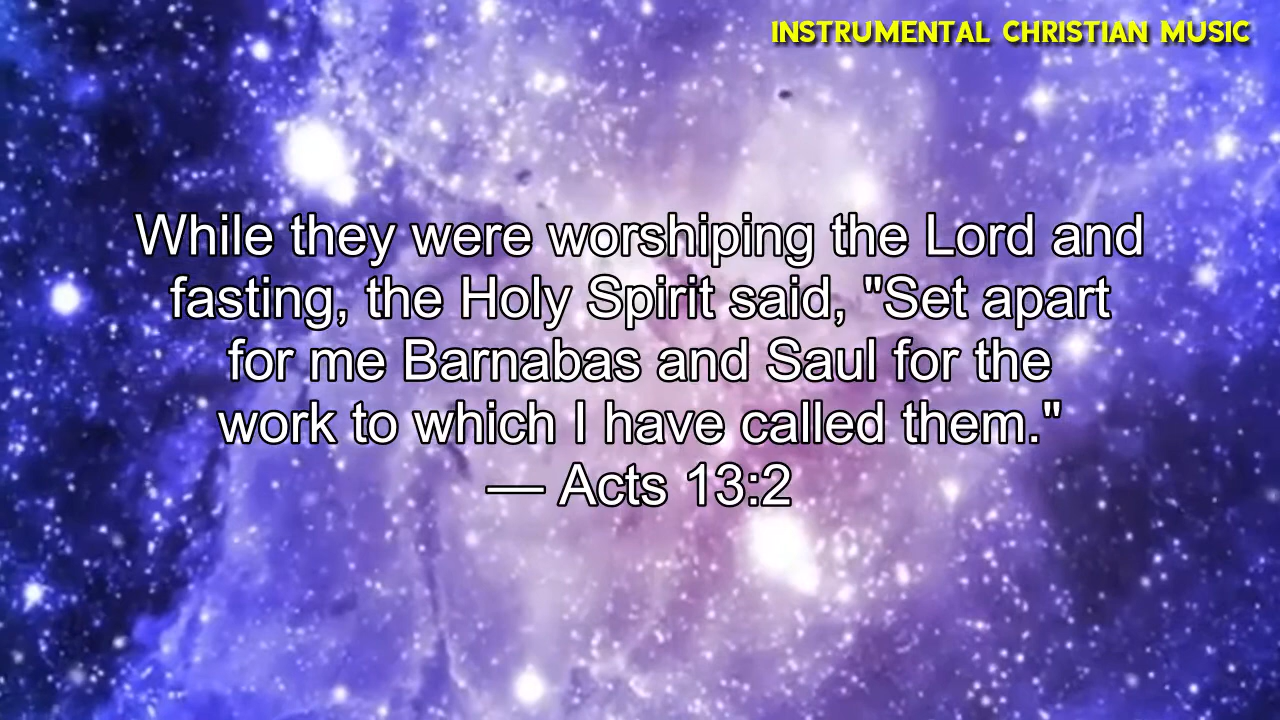 INSTRUMENTAL CHRISTIAN MUSIC
While they were worshiping the Lord and
fasting, the Holy Spirit said, "Set apart
for me Barnabas and Saul for the
work to which I have called them."
— Acts 13:2